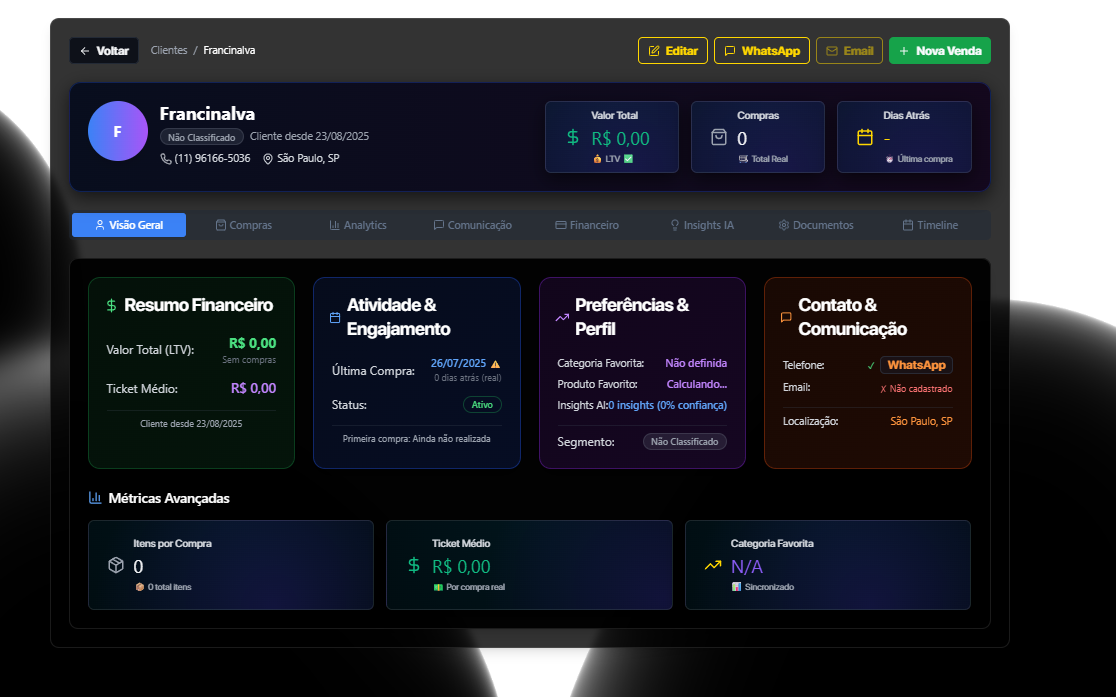 ← Voltar Clientes / Francinalva Editar WhatsApp Email + Nova Venda
F
Francinalva
Não Classificado Cliente desde 23/08/2025
(11) 96166-5036 São Paulo, SP
Valor Total
$ R$ 0,00
💰 LTV ✅
Compras
0
🛒 Total Real
Dias Atrás
-
⏰ Última compra
Visão Geral Compras Analytics Comunicação Financeiro Insights IA Documentos Timeline
$ Resumo Financeiro
Valor Total (LTV): R$ 0,00
Sem compras
Ticket Médio: R$ 0,00
Cliente desde 23/08/2025
Atividade &
Engajamento
Última Compra: 26/07/2025 ⚠️
0 dias atrás (real)
Status: Ativo
Primeira compra: Ainda não realizada
Preferências &
Perfil
Categoria Favorita: Não definida
Produto Favorito: Calculando...
Insights AI:0 insights (0% confiança)
Segmento: Não Classificado
Contato &
Comunicação
Telefone: ✓ WhatsApp
Email: ✗ Não cadastrado
Localização: São Paulo, SP
Métricas Avançadas
Itens por Compra
0
📦 0 total itens
Ticket Médio
$ R$ 0,00
💵 Por compra real
Categoria Favorita
N/A
📊 Sincronizado